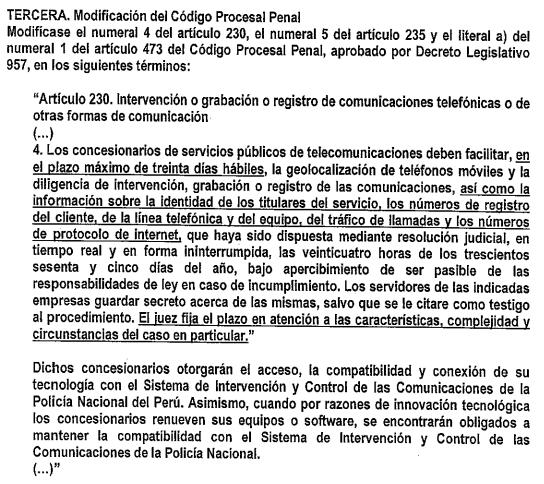 TERCERA. Modificación del Código Procesal Penal
Modifícase el numeral 4 del artículo 230, el numeral 5 del artículo 235 y el literal a) del
numeral 1 del artículo 473 del Código Procesal Penal, aprobado por Decreto Legislativo
957, en los siguientes términos:
“Artículo 230. Intervención o grabación o registro de comunicaciones telefónicas o de
otras formas de comunicación
(...)
4. Los concesionarios de servicios públicos de telecomunicaciones deben facilitar, en
el plazo máximo de treinta días hábiles, la geolocalización de teléfonos móviles y la
diligencia de intervención, grabación o registro de las comunicaciones, así como la
información sobre la identidad de los titulares del servicio, los números de registro
del cliente, de la línea telefónica y del equipo, del tráfico de llamadas y los números
de protocolo de internet, que haya sido dispuesta mediante resolución judicial, en
tiempo real y en forma ininterrumpida, las veinticuatro horas de los trescientos
sesenta y cinco días del año, bajo apercibimiento de ser pasible de las
responsabilidades de ley en caso de incumplimiento. Los servidores de las indicadas
empresas guardar secreto acerca de las mismas, salvo que se le citare como testigo
al procedimiento. El juez fija el plazo en atención a las características, complejidad y
circunstancias del caso en particular.”
Dichos concesionarios otorgarán el acceso, la compatibilidad y conexión de su
tecnología con el Sistema de Intervención y Control de las Comunicaciones de la
Policía Nacional del Perú. Asimismo, cuando por razones de innovación tecnológica
los concesionarios renueven sus equipos o software, se encontrarán obligados a
mantener la compatibilidad con el Sistema de Intervención y Control de las
Comunicaciones de la Policía Nacional.
(...)”